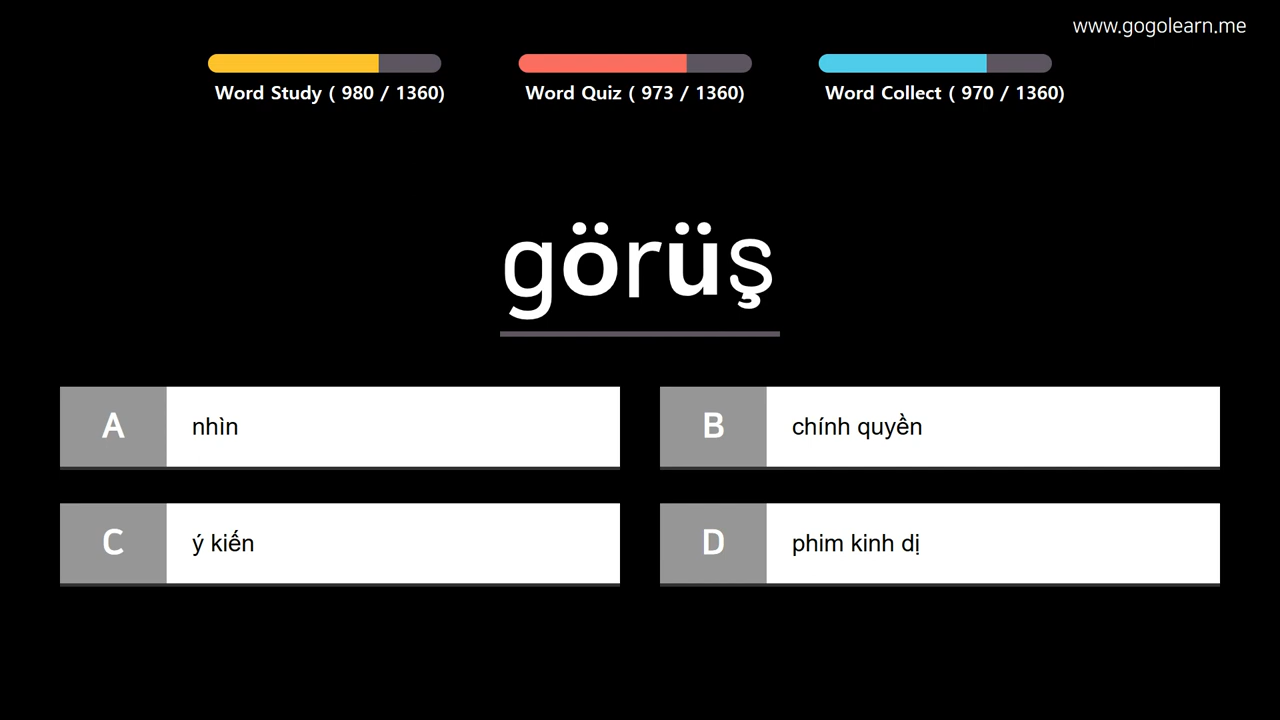 www.gogolearn.me
Word Study ( 980 / 1360)
Word Quiz ( 973 / 1360)
Word Collect ( 970 / 1360)
görüş
A nhìn
B chính quyền
C ý kiến
D phim kinh dị